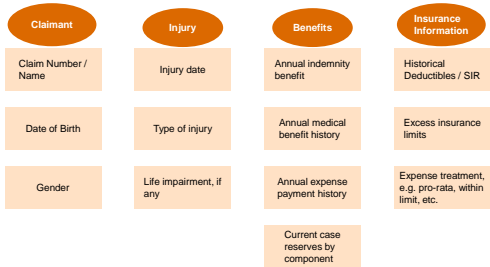 Claimant
Claim Number /
Name
Date of Birth
Gender
Injury
Injury date
Type of injury
Life impairment, if
any
Benefits
Annual indemnity
benefit
Annual medical
benefit history
Annual expense
payment history
Current case
reserves by
component
Insurance
Information
Historical
Deductibles / SIR
Excess insurance
limits
Expense treatment,
e.g. pro-rata, within
limit, etc.